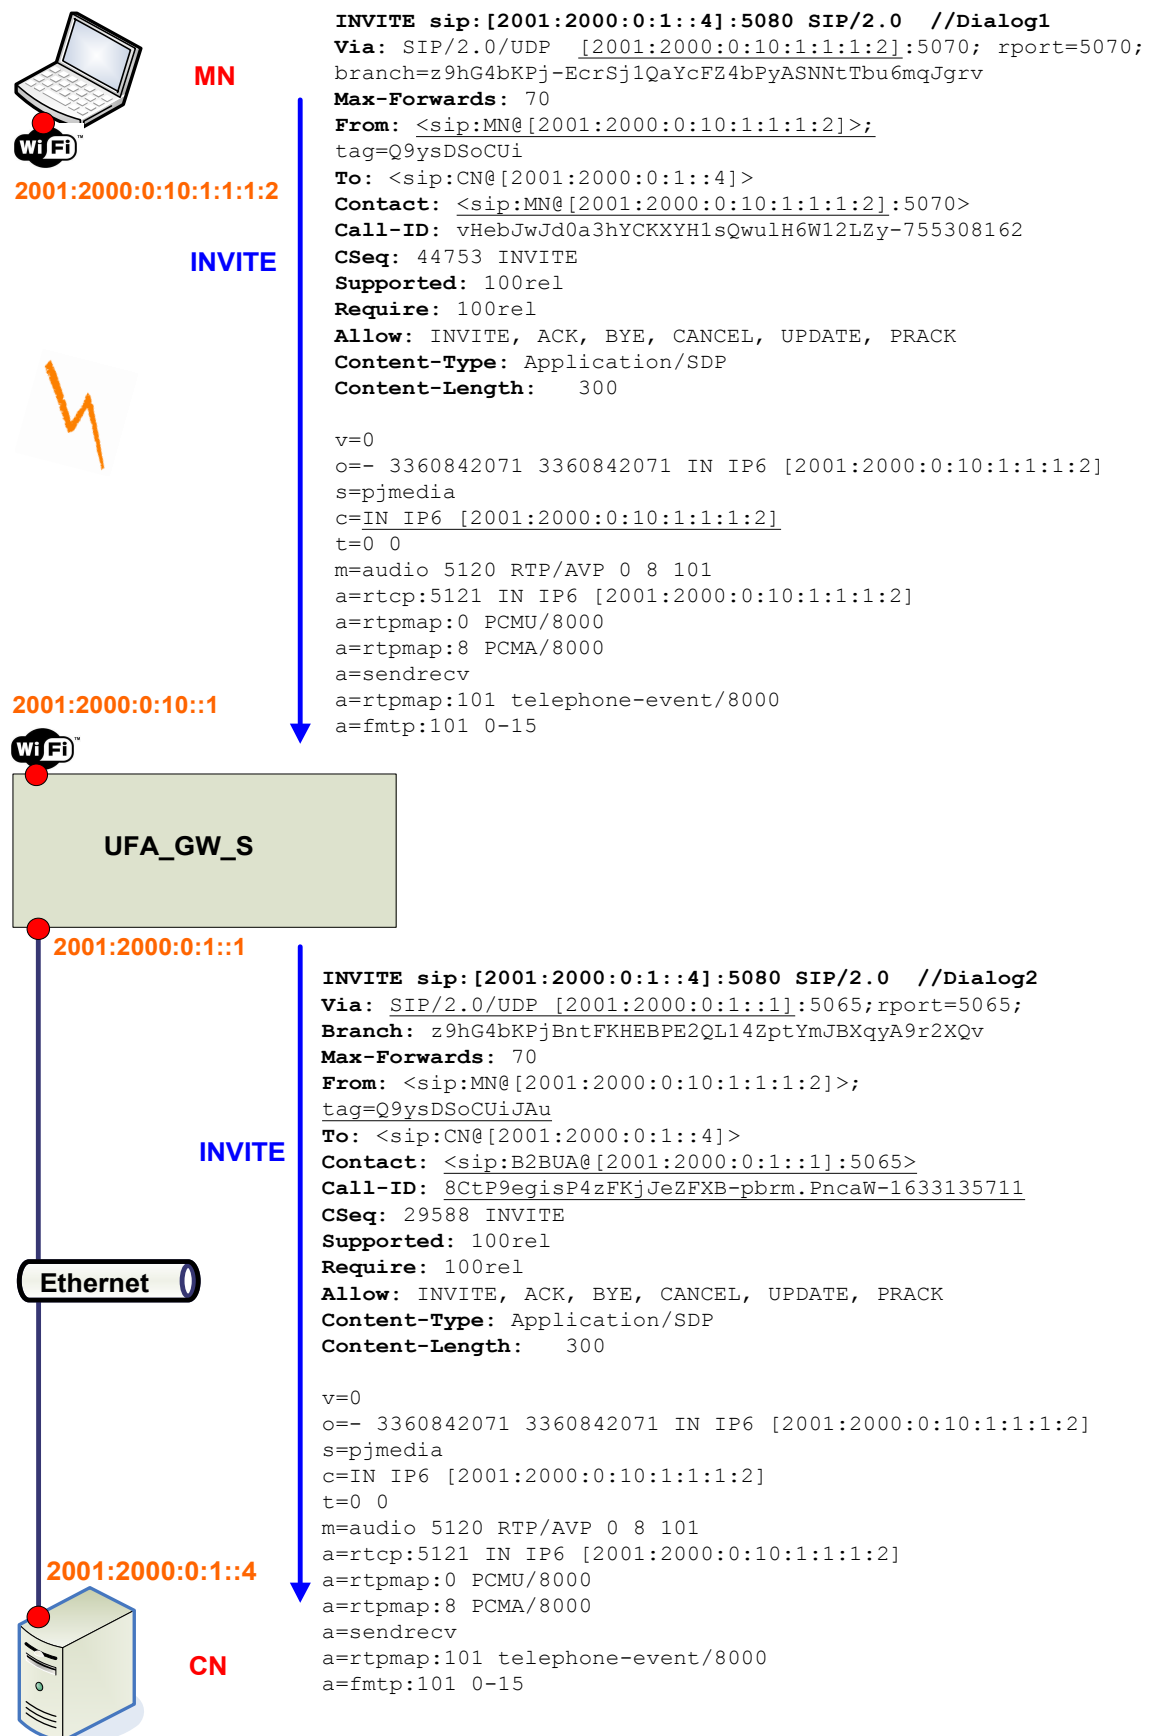 INVITE sip:[2001:2000:0:1::4]:5080 SIP/2.0 //Dialog1
Via: SIP/2.0/UDP [2001:2000:0:10:1:1:1:2]:5070; rport=5070;
branch=z9hG4bKPj-EcrSj1QaYcFZ4bPyASNNtTbu6mqJgrv
Max-Forwards: 70
From: <sip:MN@[2001:2000:0:10:1:1:1:2]>;
tag=Q9ysDSoCUi
To: <sip:CN@[2001:2000:0:1::4]>
Contact: <sip:MN@[2001:2000:0:10:1:1:1:2]:5070>
Call-ID: vHebJwJd0a3hYCKXYH1sQwulH6W12LZy-755308162
CSeq: 44753 INVITE
Supported: 100rel
Require: 100rel
Allow: INVITE, ACK, BYE, CANCEL, UPDATE, PRACK
Content-Type: Application/SDP
Content-Length: 300
v=0
o=- 3360842071 3360842071 IN IP6 [2001:2000:0:10:1:1:1:2]
s=pjmedia
c=IN IP6 [2001:2000:0:10:1:1:1:2]
t=0 0
m=audio 5120 RTP/AVP 0 8 101
a=rtcp:5121 IN IP6 [2001:2000:0:10:1:1:1:2]
a=rtpmap:0 PCMU/8000
a=rtpmap:8 PCMA/8000
a=sendrecv
a=rtpmap:101 telephone-event/8000
a=fmtp:101 0-15
MN
Wi Fi™
2001:2000:0:10:1:1:1:2
INVITE
2001:2000:0:10::1
Wi Fi™
UFA_GW_S
2001:2000:0:1::1
INVITE sip:[2001:2000:0:1::4]:5080 SIP/2.0 //Dialog2
Via: SIP/2.0/UDP [2001:2000:0:1::1]:5065;rport=5065;
Branch: z9hG4bKPjBntFKHEBPE2QL14ZptYmJBXqyA9r2XQv
Max-Forwards: 70
From: <sip:MN@[2001:2000:0:10:1:1:1:2]>;
tag=Q9ysDSoCUiJAu
To: <sip:CN@[2001:2000:0:1::4]>
Contact: <sip:B2BUA@[2001:2000:0:1::1]:5065>
Call-ID: 8CtP9egisP4zFKjJeZFXB-pbrm.PncaW-1633135711
CSeq: 29588 INVITE
Supported: 100rel
Require: 100rel
Allow: INVITE, ACK, BYE, CANCEL, UPDATE, PRACK
Content-Type: Application/SDP
Content-Length: 300
v=0
o=- 3360842071 3360842071 IN IP6 [2001:2000:0:10:1:1:1:2]
s=pjmedia
c=IN IP6 [2001:2000:0:10:1:1:1:2]
t=0 0
m=audio 5120 RTP/AVP 0 8 101
a=rtcp:5121 IN IP6 [2001:2000:0:10:1:1:1:2]
a=rtpmap:0 PCMU/8000
a=rtpmap:8 PCMA/8000
a=sendrecv
a=rtpmap:101 telephone-event/8000
a=fmtp:101 0-15
INVITE
Ethernet
2001:2000:0:1::4
CN